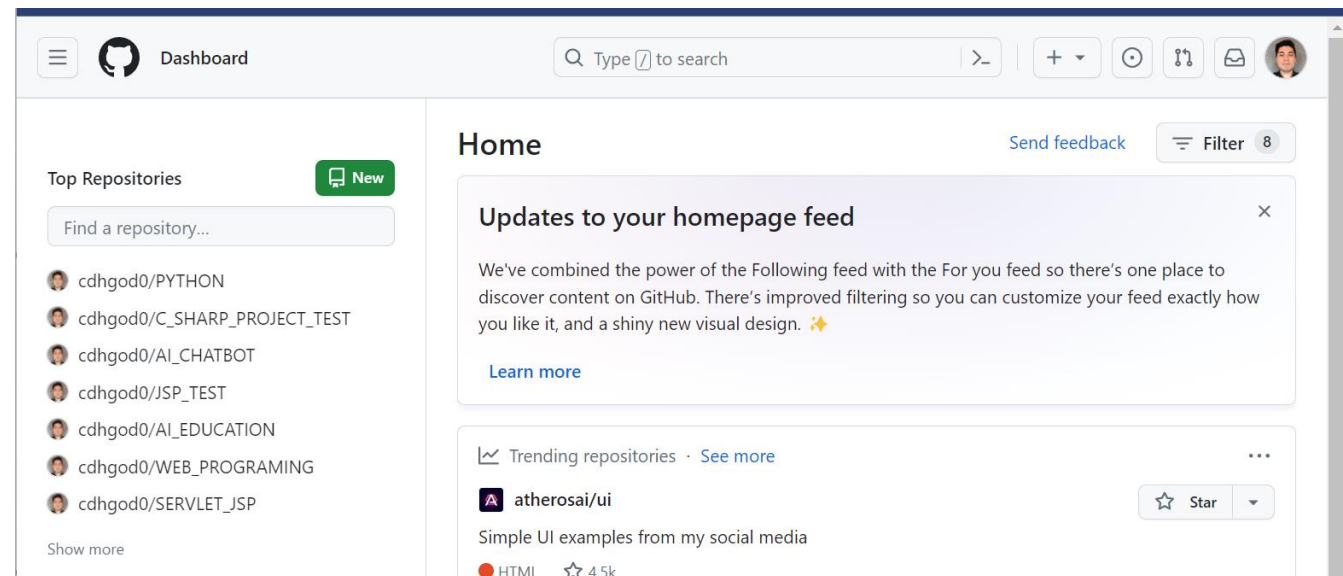 Dashboard
Type / to search
Top Repositories
New
Find a repository...
cdhgod0/PYTHON
cdhgod0/C_SHARP_PROJECT_TEST
cdhgod0/AI_CHATBOT
cdhgod0/JSP_TEST
cdhgod0/AI_EDUCATION
cdhgod0/WEB_PROGRAMING
cdhgod0/SERVLET_JSP
Show more
Home
Send feedback
Filter 8
Updates to your homepage feed
We've combined the power of the Following feed with the For you feed so there's one place to
discover content on GitHub. There's improved filtering so you can customize your feed exactly how
you like it, and a shiny new visual design. ✨
Learn more
Trending repositories · See more
atherosai/ui
Star
Simple UI examples from my social media
HTML 4.5k